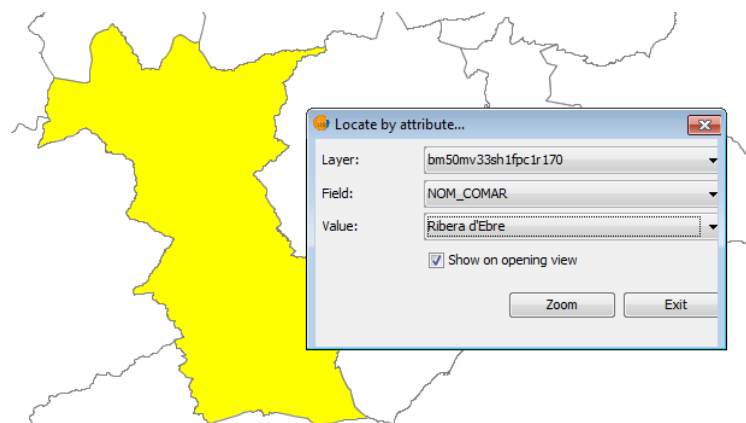 Locate by attribute...
Layer: bm50mv33sh1fpc1r170
Field: NOM_COMAR
Value: Ribera d'Ebre
Show on opening view
Zoom Exit